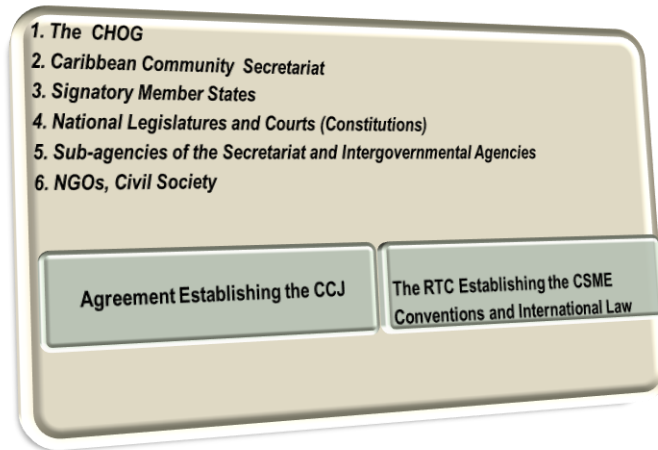 1. The CHOG
2. Caribbean Community Secretariat
3. Signatory Member States
4. National Legislatures and Courts (Constitutions)
5. Sub-agencies of the Secretariat and Intergovernmental Agencies
6. NGOs, Civil Society
Agreement Establishing the CCJ
The RTC Establishing the CSME
Conventions and International Law